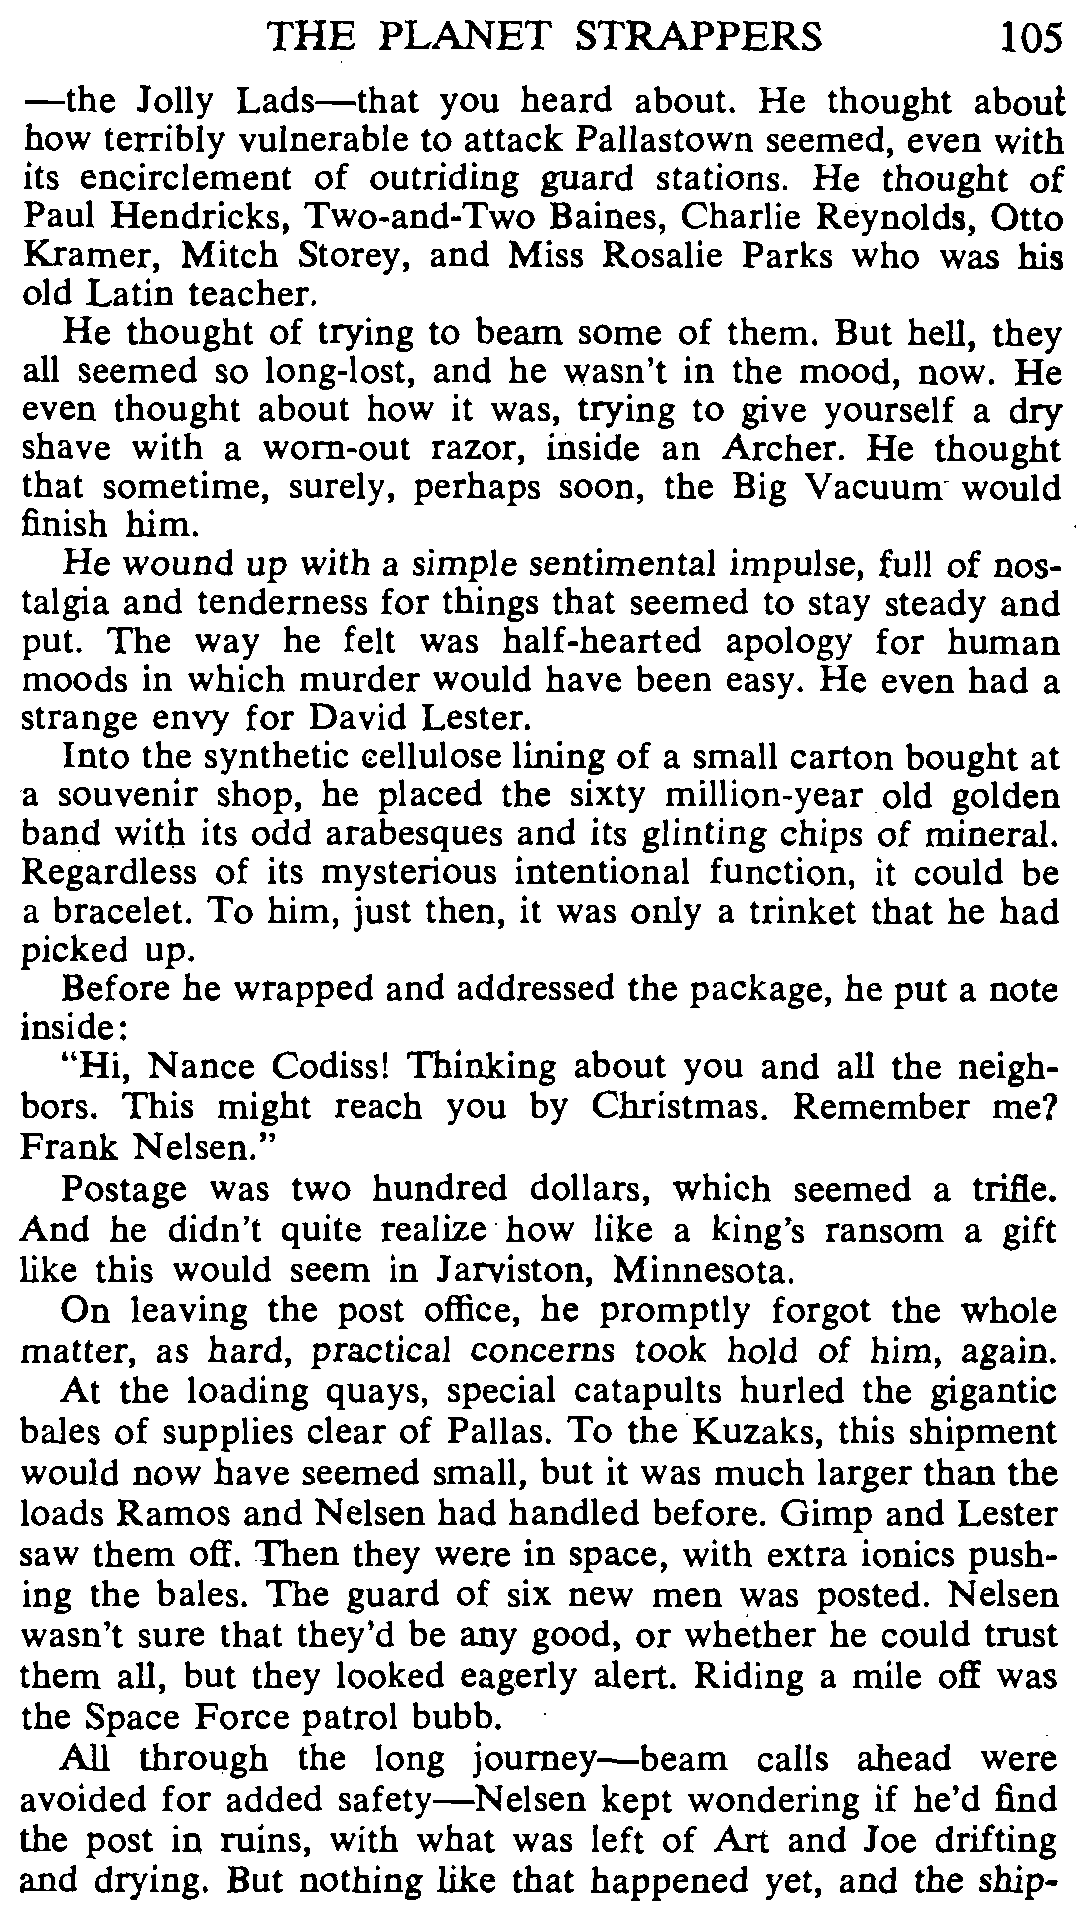 THE PLANET STRAPPERS 105
—the Jolly Lads—that you heard about. He thought about
how terribly vulnerable to attack Pallastown seemed, even with
its encirclement of outriding guard stations. He thought of
Paul Hendricks, Two-and-Two Baines, Charlie Reynolds, Otto
Kramer, Mitch Storey, and Miss Rosalie Parks who was his
old Latin teacher.
He thought of trying to beam some of them. But hell, they
all seemed so long-lost, and he wasn't in the mood, now. He
even thought about how it was, trying to give yourself a dry
shave with a worn-out razor, inside an Archer. He thought
that sometime, surely, perhaps soon, the Big Vacuum would
finish him.
He wound up with a simple sentimental impulse, full of nos-
talgia and tenderness for things that seemed to stay steady and
put. The way he felt was half-hearted apology for human
moods in which murder would have been easy. He even had a
strange envy for David Lester.
Into the synthetic cellulose lining of a small carton bought at
a souvenir shop, he placed the sixty million-year old golden
band with its odd arabesques and its glinting chips of mineral.
Regardless of its mysterious intentional function, it could be
a bracelet. To him, just then, it was only a trinket that he had
picked up.
Before he wrapped and addressed the package, he put a note
inside:
"Hi, Nance Codiss! Thinking about you and all the neigh-
bors. This might reach you by Christmas. Remember me?
Frank Nelsen."
Postage was two hundred dollars, which seemed a trifle.
And he didn't quite realize how like a king's ransom a gift
like this would seem in Jarviston, Minnesota.
On leaving the post office, he promptly forgot the whole
matter, as hard, practical concerns took hold of him, again.
At the loading quays, special catapults hurled the gigantic
bales of supplies clear of Pallas. To the Kuzaks, this shipment
would now have seemed small, but it was much larger than the
loads Ramos and Nelsen had handled before. Gimp and Lester
saw them off. Then they were in space, with extra ionics push-
ing the bales. The guard of six new men was posted. Nelsen
wasn't sure that they'd be any good, or whether he could trust
them all, but they looked eagerly alert. Riding a mile off was
the Space Force patrol bubb.
All through the long journey—beam calls ahead were
avoided for added safety—Nelsen kept wondering if he'd find
the post in ruins, with what was left of Art and Joe drifting
and drying. But nothing like that happened yet, and the ship-